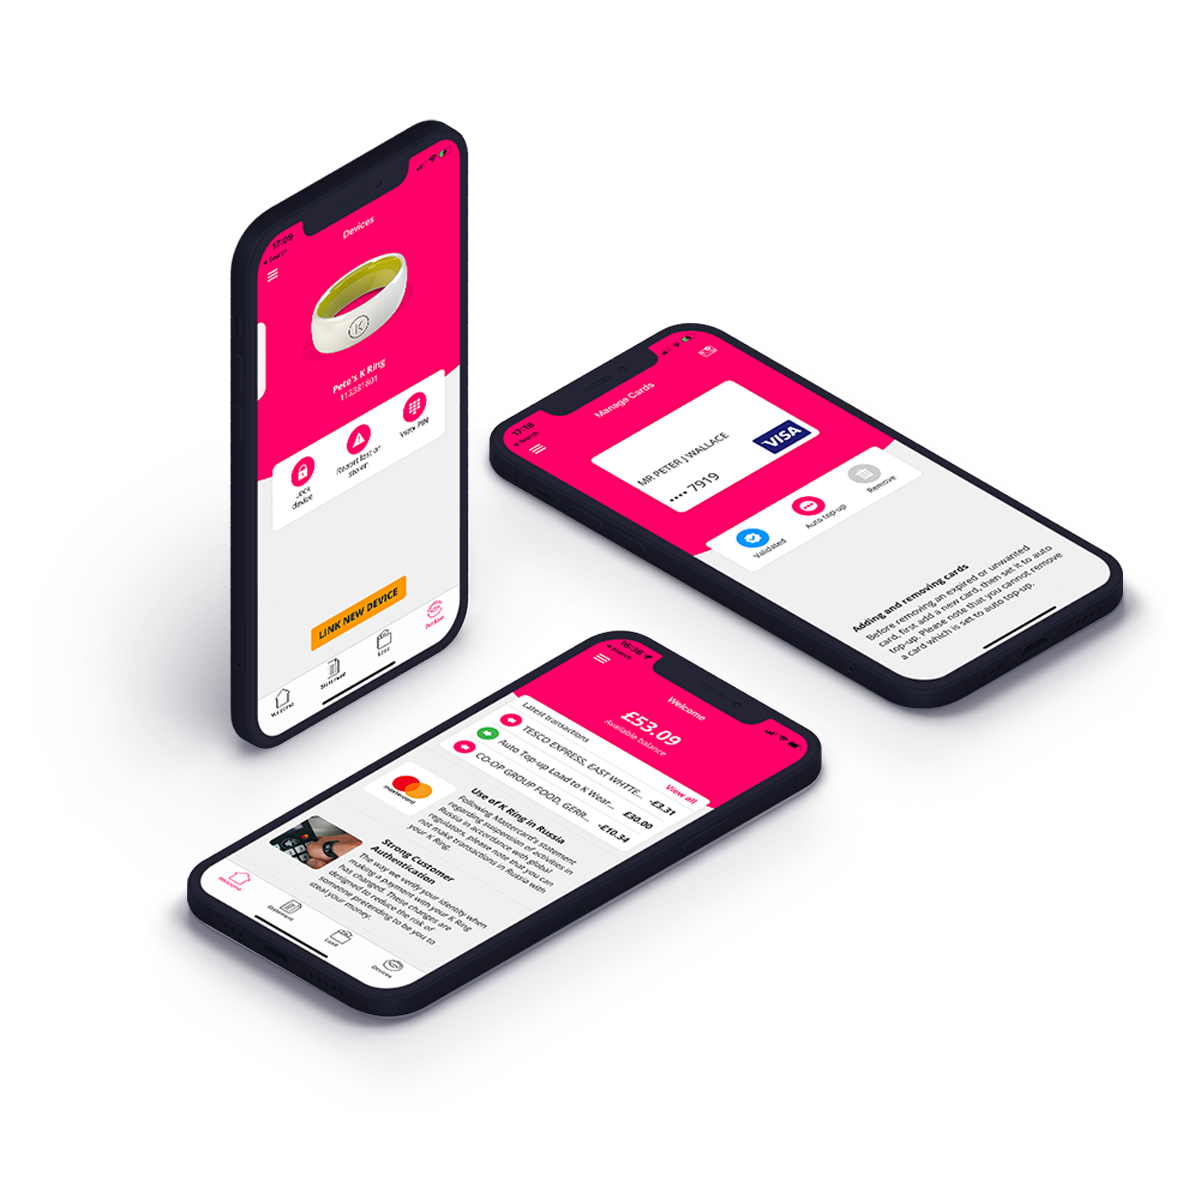 17:09
Search
Devices
K
Pete's K Ring
Lock
device
Report lost or
stolen
View PIN
LINK NEW DEVICE
Welcome
Statement
Load
Devices
17:18
Search
Manage Cards
MR PETER J WALLACE
VISA
•••• 7919
Validated
Auto top-up
Remove
Adding and removing cards
Before removing an expired or unwanted
card, first add a new card, then set it to auto
top-up. Please note that you cannot remove
a card which is set to auto top-up.
16:36
Search
Welcome
£53.09
Available balance
Latest transactions
View all
TESCO EXPRESS, EAST WHITTE... -£3.31
Auto Top-up Load to K Wear... £30.00
CO-OP GROUP FOOD, GERR... -£10.34
mastercard
Use of K Ring in Russia
Following Mastercard's statement
regarding suspension of activities in
Russia in accordance with global
regulators, please note that you can
not make transactions in Russia with
your K Ring.
Strong Customer
Authentication
The way we verify your identity when
making a payment with your K Ring
has changed. These changes are
designed to reduce the risk of
someone pretending to be you to
steal your money.
Welcome
Statement
Load
Devices